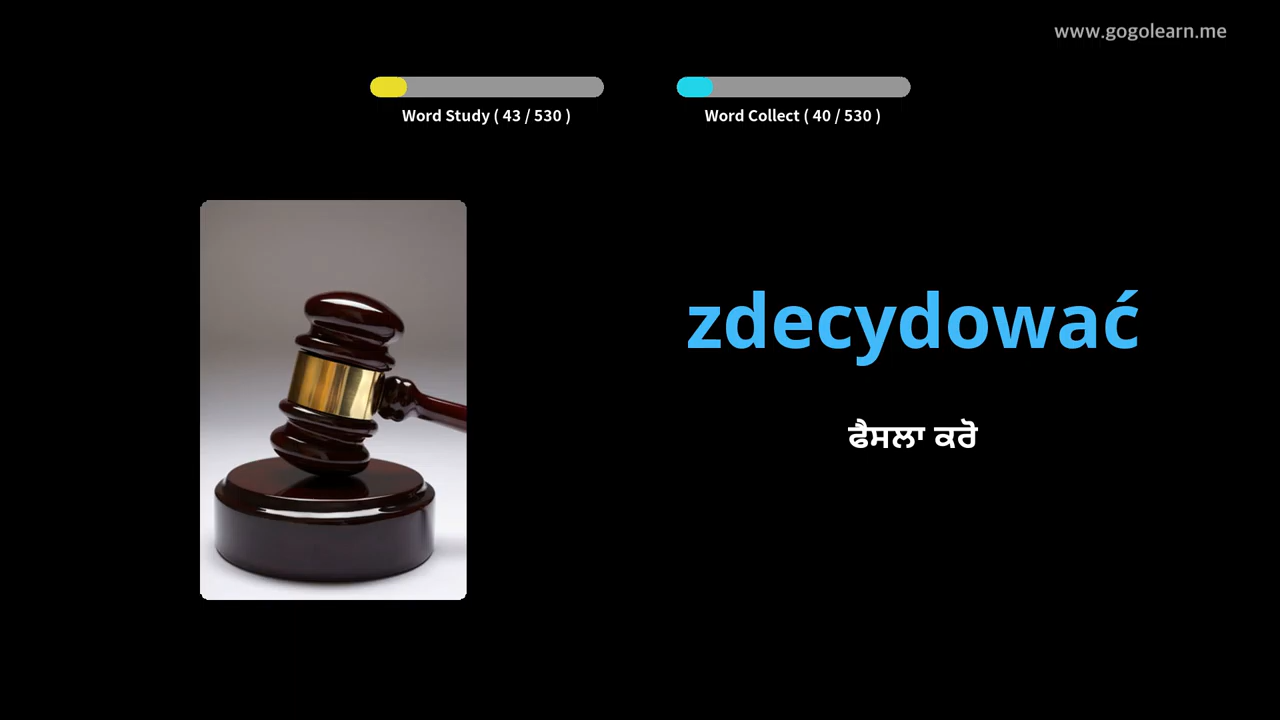 www.gogolearn.me
Word Study ( 43 / 530 )
Word Collect ( 40 / 530 )
zdecydować
ਫੈਸਲਾ ਕਰੋ